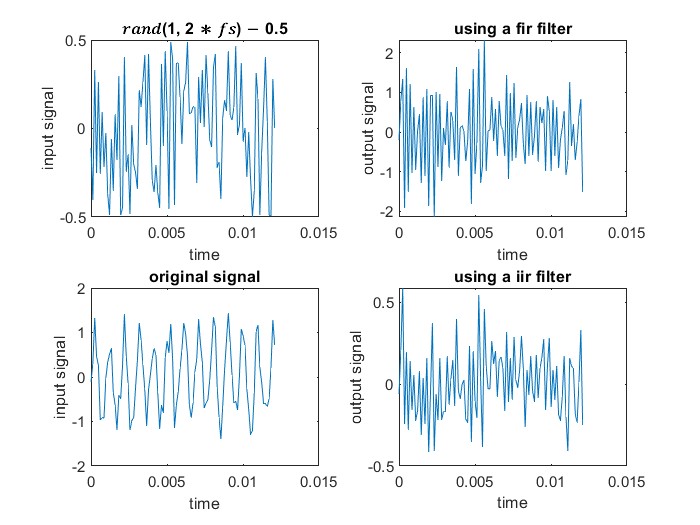 rand(1, 2 * fs) − 0.5
0.5
0
-0.5
input signal
0 0.005 0.01 0.015
time
using a fir filter
2
1
0
-1
-2
output signal
0 0.005 0.01 0.015
time
original signal
2
1
0
-1
-2
input signal
0 0.005 0.01 0.015
time
using a iir filter
0.5
0
-0.5
output signal
0 0.005 0.01 0.015
time